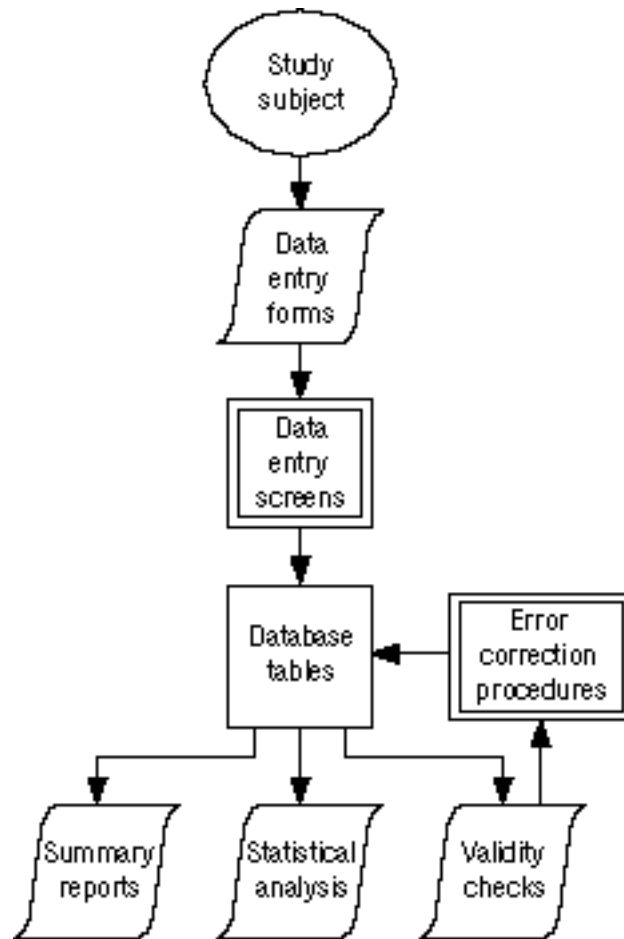 Study
subject
Data
entry
forms
Data
entry
screens
Database
tables
Error
correction
procedures
Summary
reports
Statistical
analysis
Validity
checks